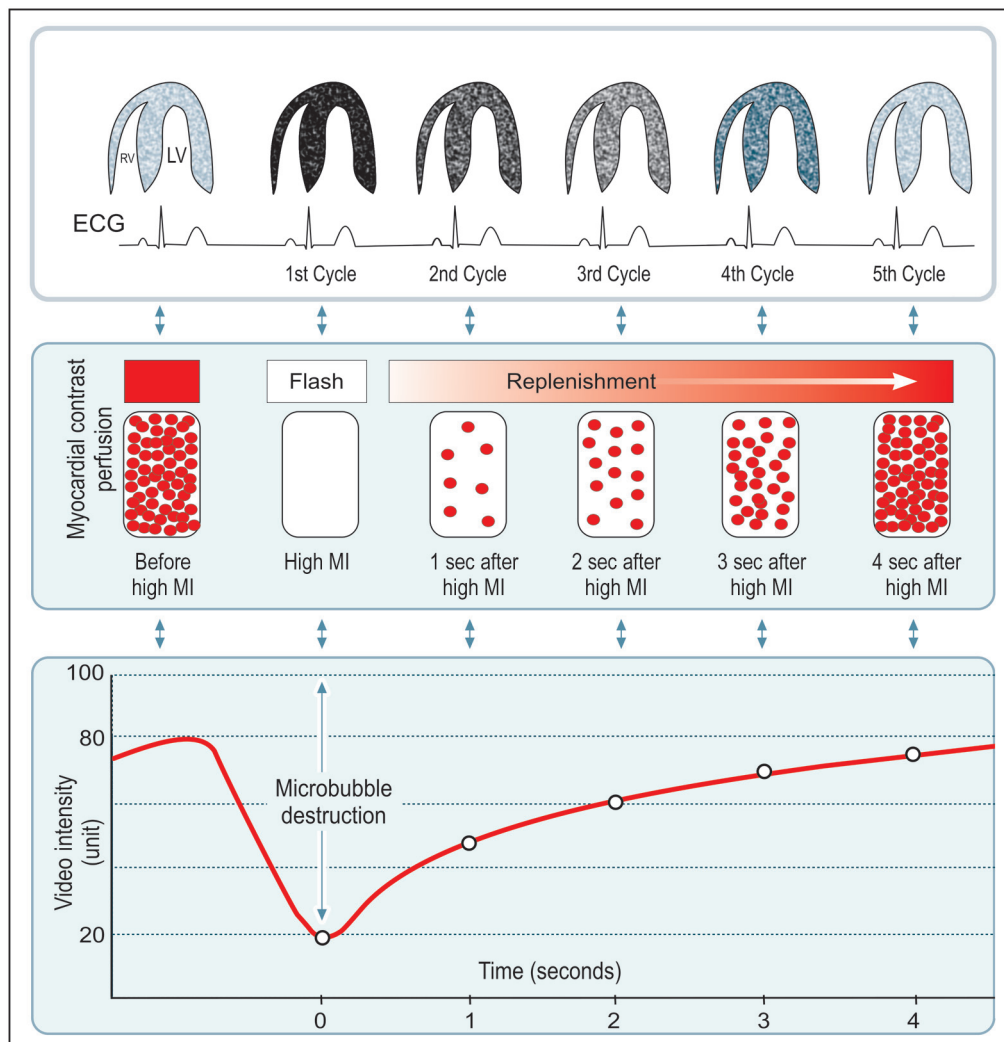 RV
LV
ECG
1st Cycle
2nd Cycle
3rd Cycle
4th Cycle
5th Cycle
Myocardial contrast
perfusion
Flash
Replenishment
Before
high MI
High MI
1 sec after
high MI
2 sec after
high MI
3 sec after
high MI
4 sec after
high MI
Video intensity
(unit)
100
80
20
Microbubble
destruction
Time (seconds)
0
1
2
3
4